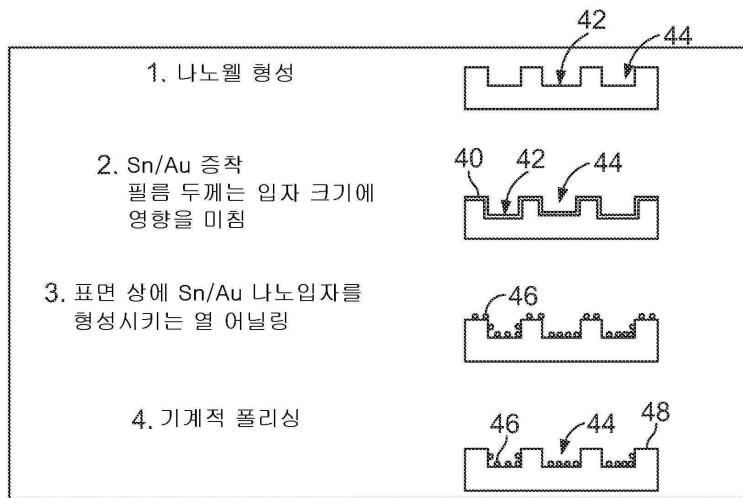 42
44
1. 나노웰 형성
2. Sn/Au 증착
필름 두께는 입자 크기에
영향을 미침
40
42
44
3. 표면 상에 Sn/Au 나노입자를
형성시키는 열 어닐링
46
4. 기계적 폴리싱
46
44
48